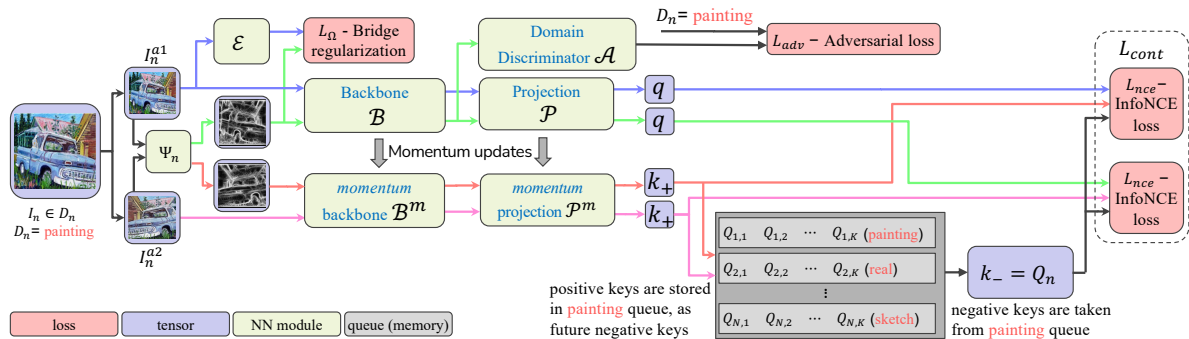 I_n^{a1}
ℰ
L_Ω - Bridge
regularization
Domain
Discriminator 𝒜
D_n= painting
L_adv – Adversarial loss
L_cont
Backbone
ℬ
Projection
𝒫
q
q
L_nce–
InfoNCE
loss
Ψ_n
Momentum updates
I_n ∈ D_n
D_n= painting
I_n^{a2}
momentum
backbone ℬ^m
momentum
projection 𝒫^m
k_+
k_+
L_nce –
InfoNCE
loss
Q_{1,1} Q_{1,2} ⋯ Q_{1,K} (painting)
Q_{2,1} Q_{2,2} ⋯ Q_{2,K} (real)
⋮
Q_{N,1} Q_{N,2} ⋯ Q_{N,K} (sketch)
k_− = Q_n
positive keys are stored
in painting queue, as
future negative keys
negative keys are taken
from painting queue
loss
tensor
NN module
queue (memory)